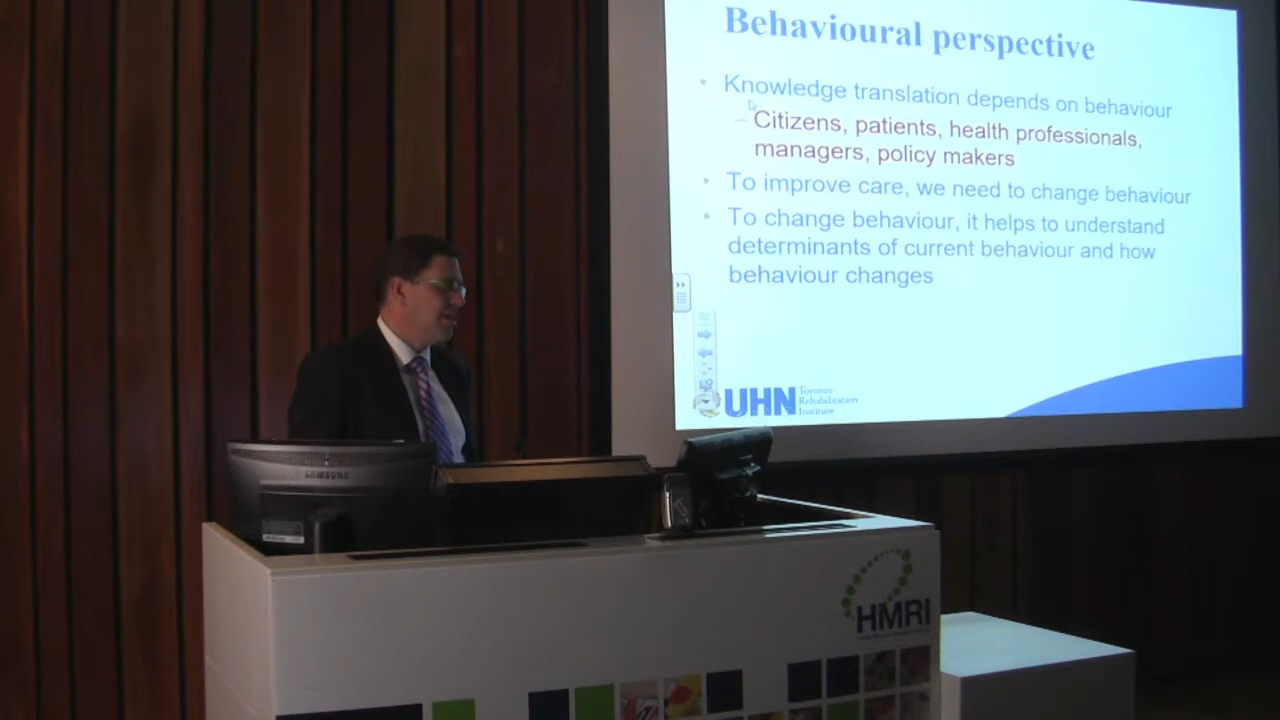 Behavioural perspective
Knowledge translation depends on behaviour
Citizens, patients, health professionals,
managers, policy makers
To improve care, we need to change behaviour
To change behaviour, it helps to understand
determinants of current behaviour and how
behaviour changes
UHN
Toronto
Rehabilitation
Institute
SAMSUNG
HMRI